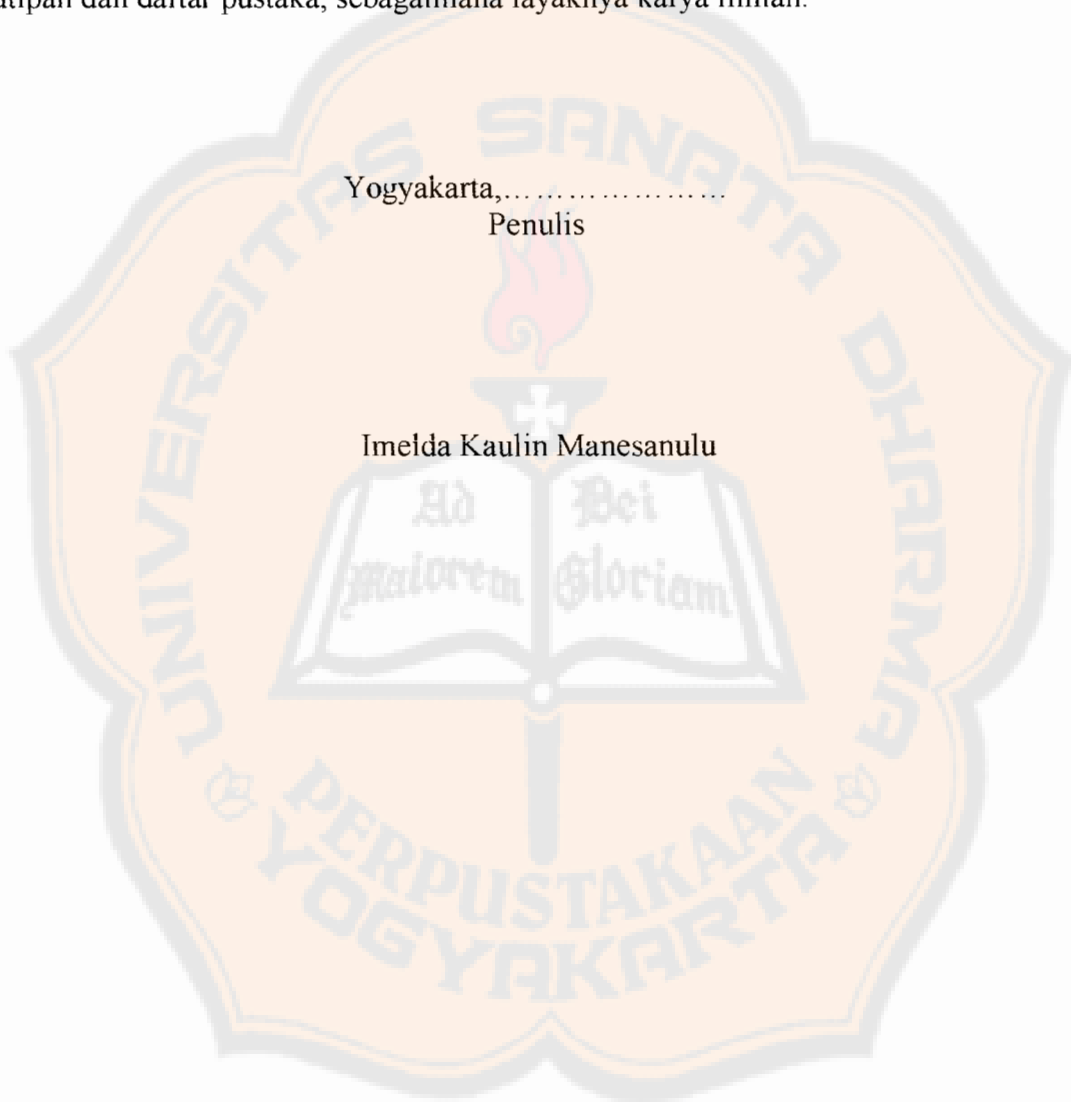 dan daftar pustaka, sebagaimana layaknya karya ilmiah.
Yogyakarta,.....................
Penulis
Imelda Kaulin Manesanulu
UNIVERSITAS SANATA DHARMA
Ad Dei
Maiorem Gloriam
PERPUSTAKAAN
YOGYAKARTA